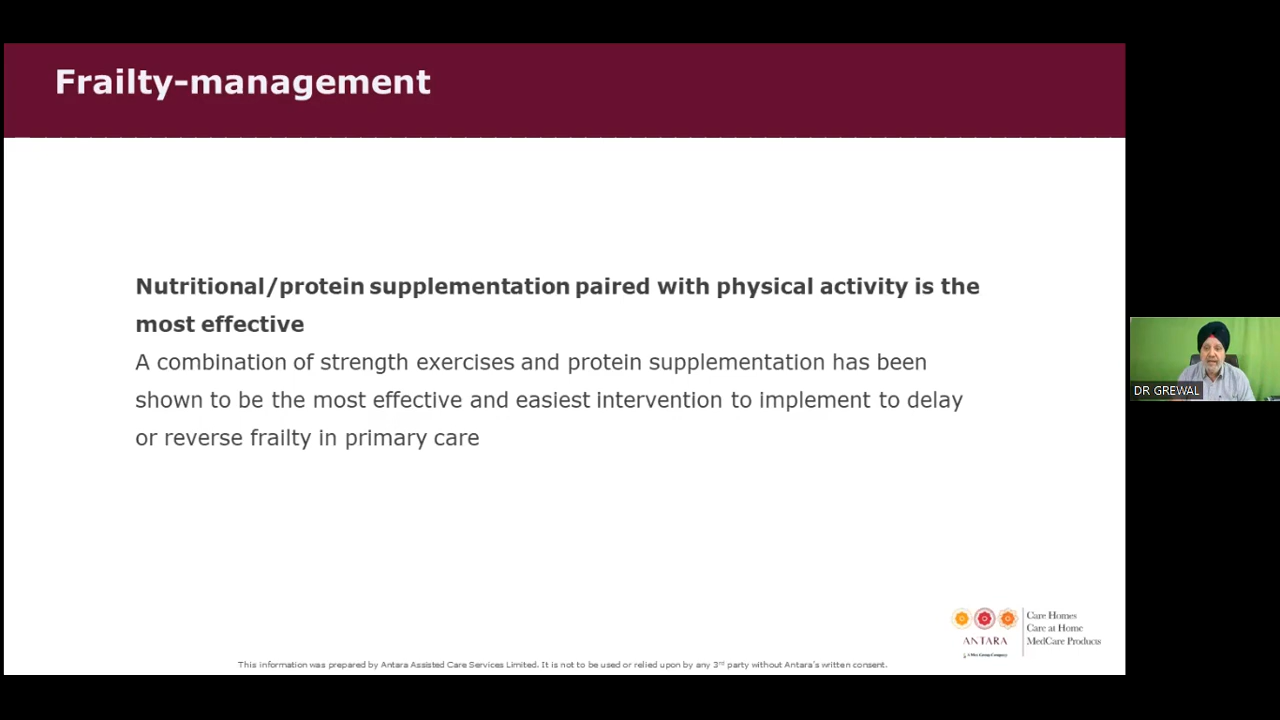 Frailty-management
Nutritional/protein supplementation paired with physical activity is the
most effective
A combination of strength exercises and protein supplementation has been
shown to be the most effective and easiest intervention to implement to delay
or reverse frailty in primary care
DR GREWAL
ANTARA
Care Homes
Care at Home
MedCare Products
This information was prepared by Antara Assisted Care Services Limited. It is not to be used or relied upon by any 3rd party without Antara's written consent.